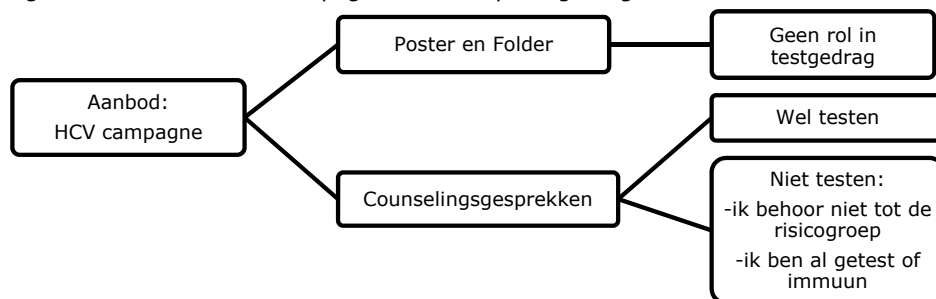 Poster en Folder
Geen rol in
testgedrag
Aanbod:
HCV campagne
Wel testen
Counselingsgesprekken
Niet testen:
-ik behoor niet tot de
risicogroep
-ik ben al getest of
immuun